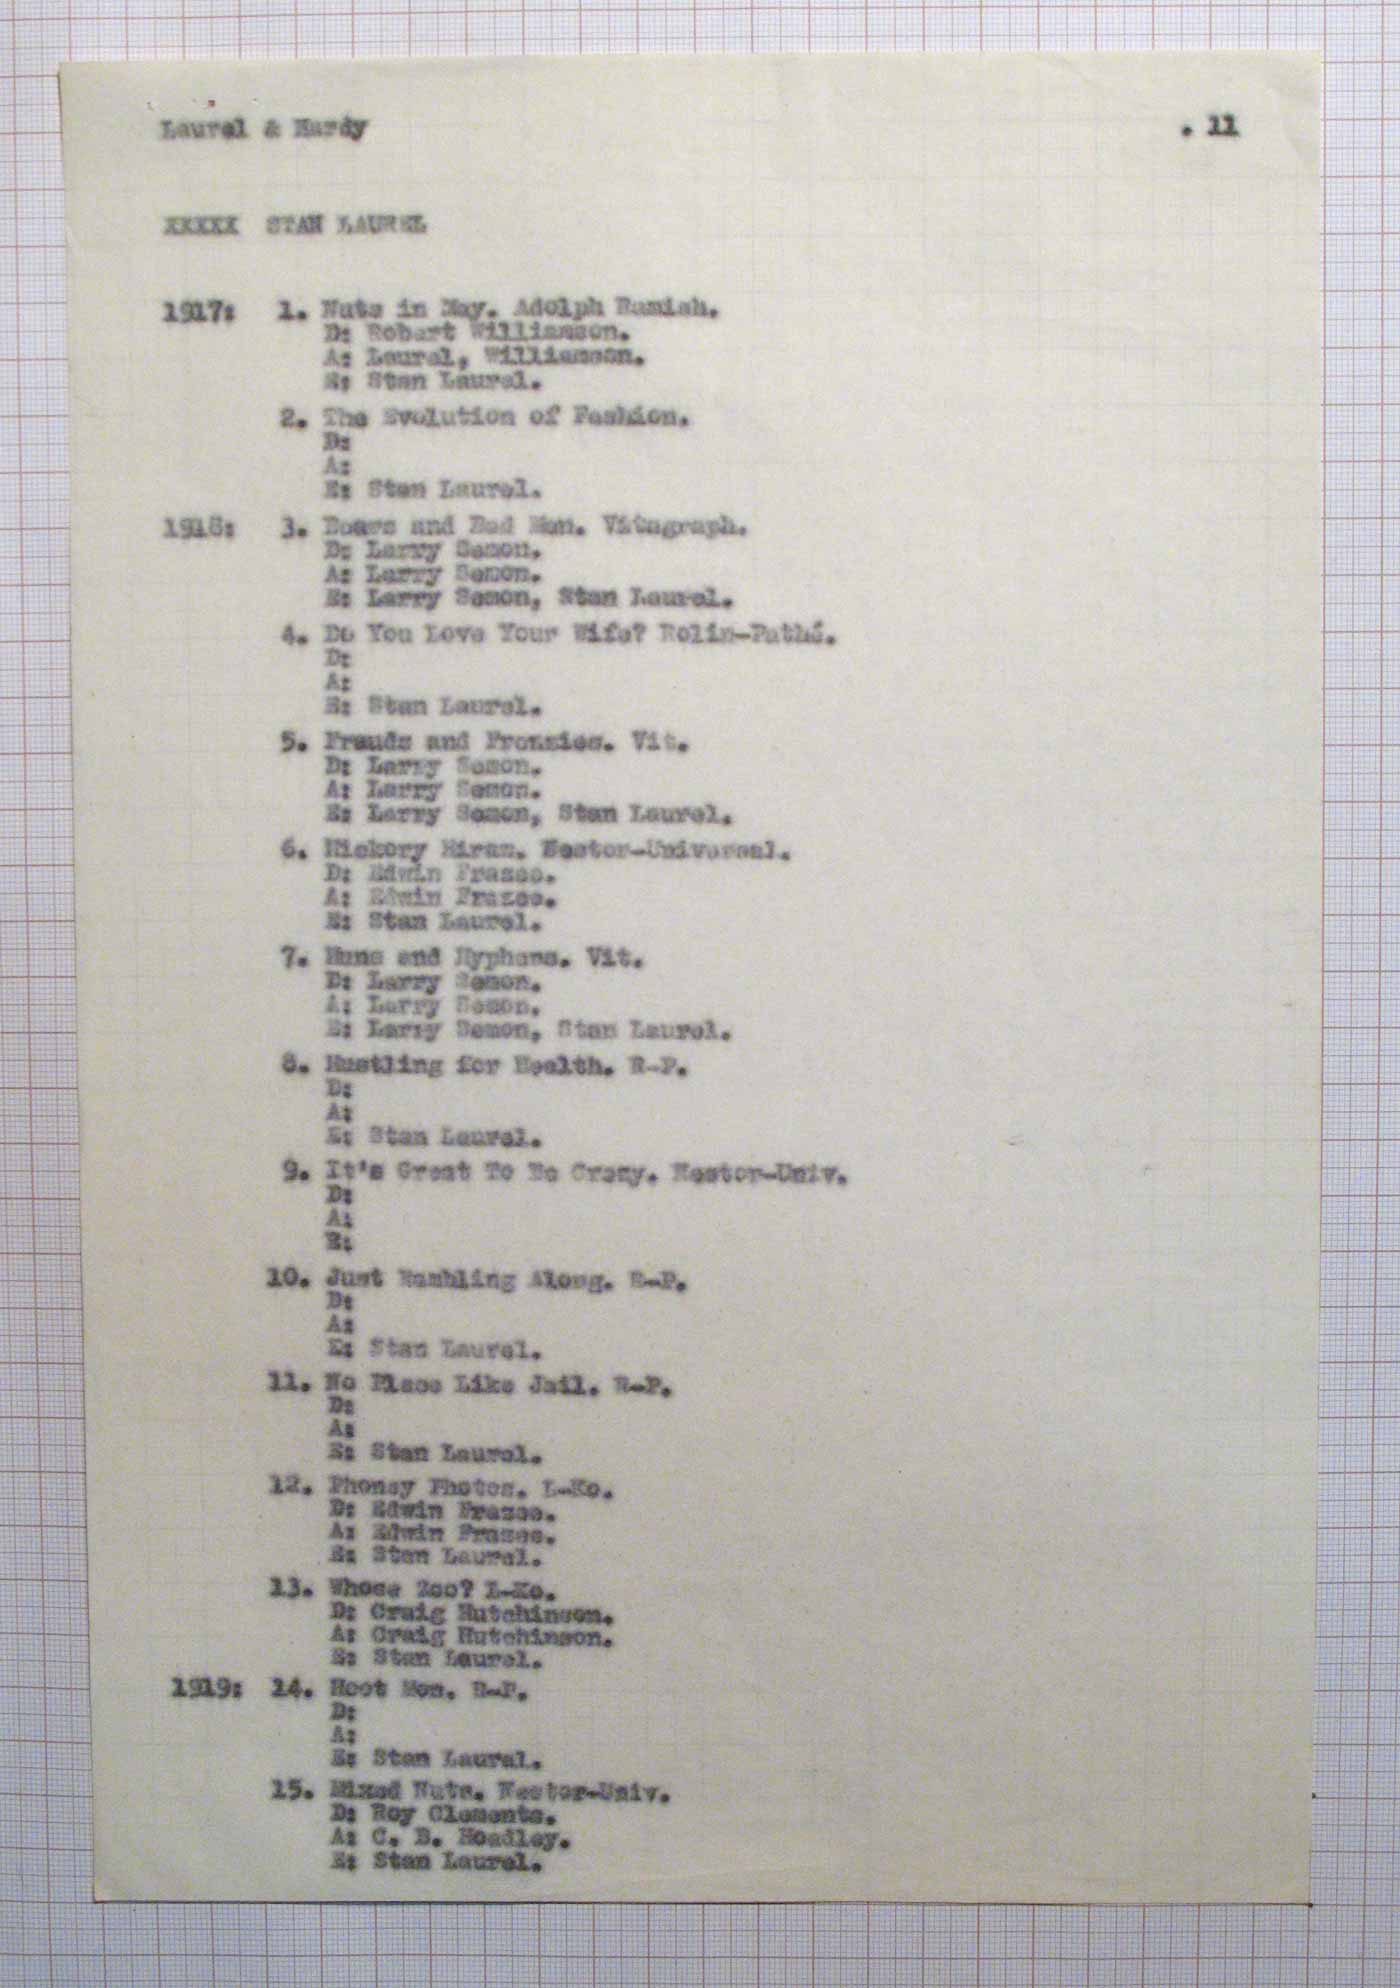 Laurel & Hardy . 11
XXXXX STAN LAUREL
1917: 1. Nuts in May. Adolph Ramish.
D: Robert Williamson.
A: Laurel, Williamson.
E: Stan Laurel.
2. The Evolution of Fashion.
D:
A:
E: Stan Laurel.
1918: 3. Bears and Bad Men. Vitagraph.
D: Larry Semon.
A: Larry Semon.
E: Larry Semon, Stan Laurel.
4. Do You Love Your Wife? Rolin-Pathé.
D:
A:
E: Stan Laurel.
5. Frauds and Frenzies. Vit.
D: Larry Semon.
A: Larry Semon.
E: Larry Semon, Stan Laurel.
6. Hickory Hiram. Nestor-Universal.
D: Edwin Frazee.
A: Edwin Frazee.
E: Stan Laurel.
7. Huns and Hyphens. Vit.
D: Larry Semon.
A: Larry Semon.
E: Larry Semon, Stan Laurel.
8. Hustling for Health. R-P.
D:
A:
E: Stan Laurel.
9. It's Great To Be Crazy. Nestor-Univ.
D:
A:
E:
10. Just Rambling Along. R-P.
D:
A:
E: Stan Laurel.
11. No Place Like Jail. R-P.
D:
A:
E: Stan Laurel.
12. Phoney Photos. L-Ko.
D: Edwin Frazee.
A: Edwin Frazee.
E: Stan Laurel.
13. Whose Zoo? L-Ko.
D: Craig Hutchinson.
A: Craig Hutchinson.
E: Stan Laurel.
1919: 14. Hoot Mon. R-P.
D:
A:
E: Stan Laurel.
15. Mixed Nuts. Nestor-Univ.
D: Roy Clements.
A: C. B. Hoadley.
E: Stan Laurel.